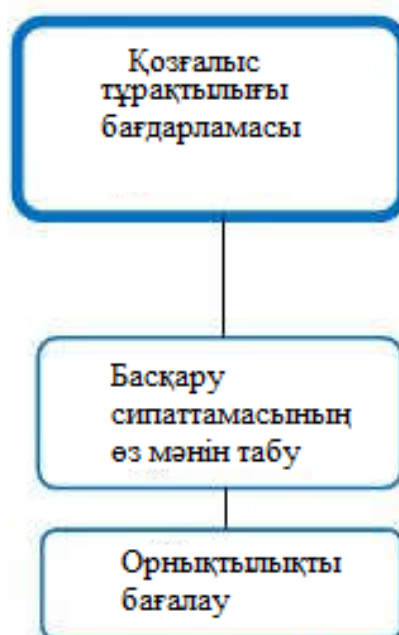 Қозғалыс
тұрақтылығы
бағдарламасы
Басқару
сипаттамасының
өз мәнін табу
Орнықтылықты
бағалау